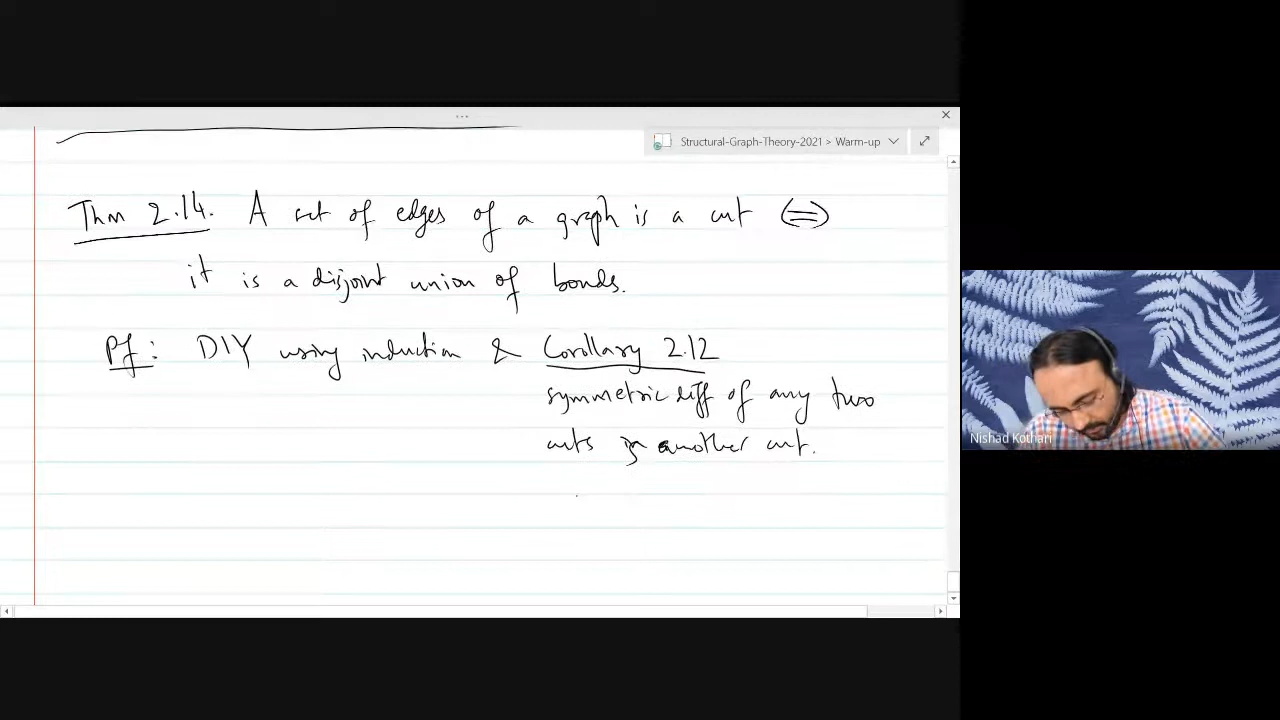 Structural-Graph-Theory-2021 > Warm-up
Thm 2.14. A set of edges of a graph is a cut ⟺
it is a disjoint union of bonds.
Pf: DIY using induction & Corollary 2.12
symmetric diff of any two
cuts is another cut.
Nishad Kothari